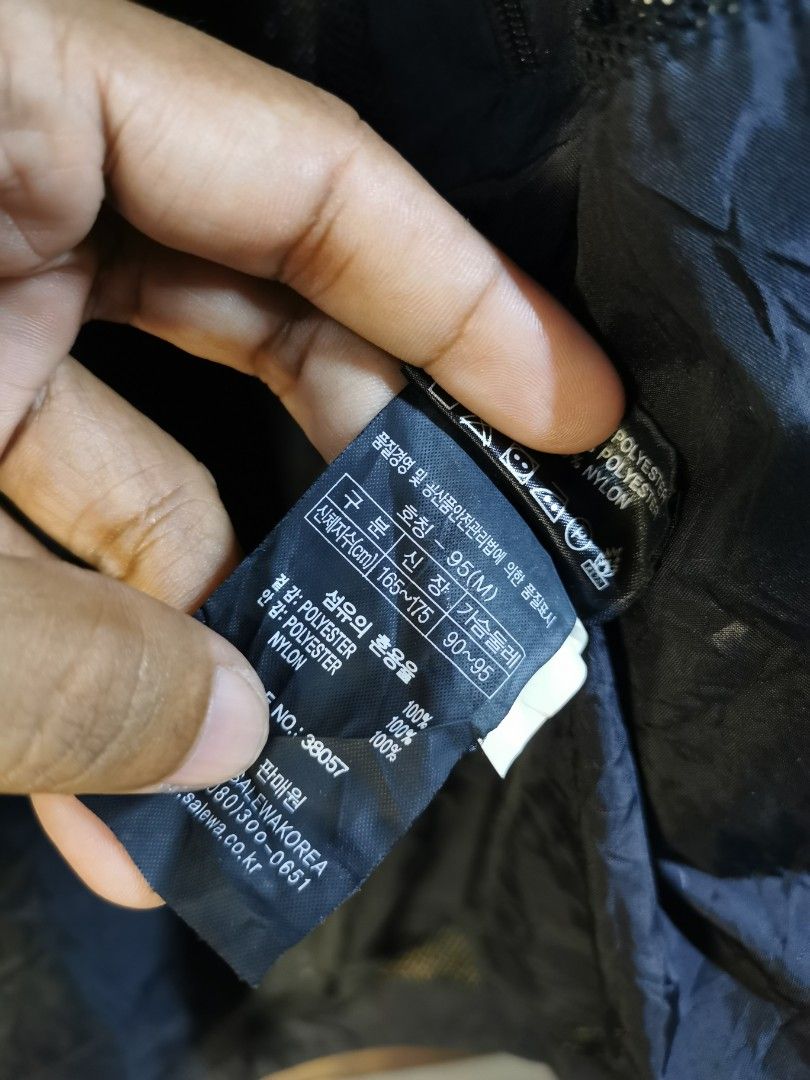 품질경영 및 공산품안전관리법에 의한 품질표시
호칭 - 95(M)
구 분 신 장 가슴둘레
신체치수(cm) 165~175 90~95
섬유의 혼용율
겉 감: POLYESTER 100%
안 감: POLYESTER 100%
NYLON 100%
E NO.: 38057
판매원
SALEWAKOREA
080)300-0651
.salewa.co.kr
POLYESTER
POLYESTER
% NYLON